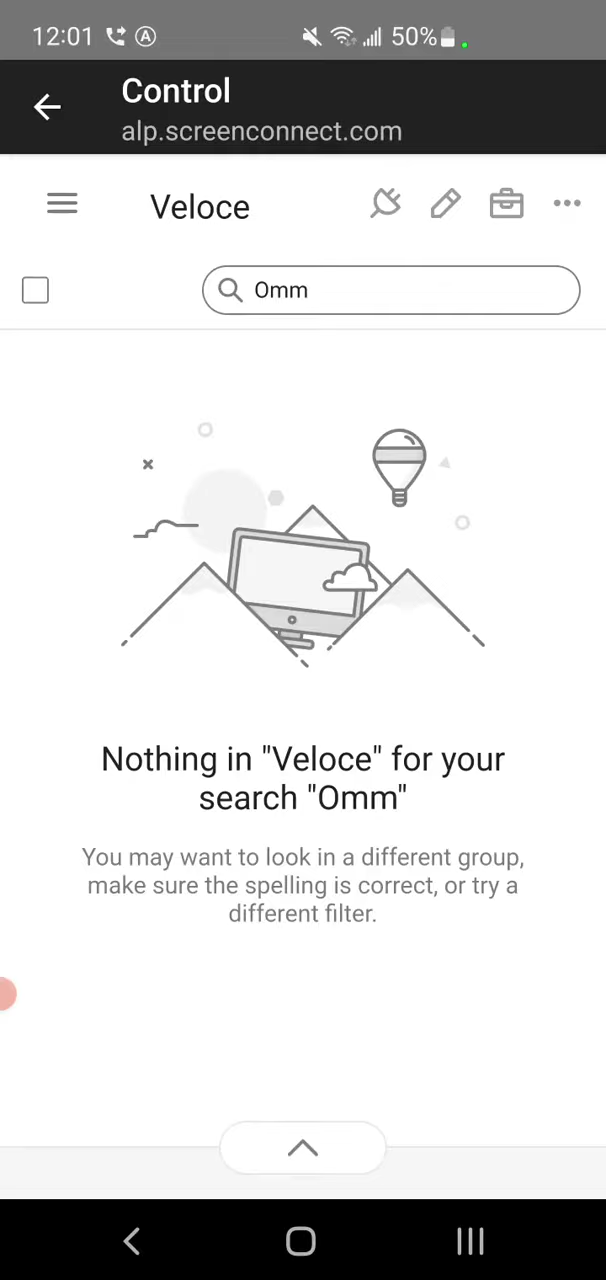 12:01 50%
Control
alp.screenconnect.com
Veloce
Omm
Nothing in "Veloce" for your
search "Omm"
You may want to look in a different group,
make sure the spelling is correct, or try a
different filter.